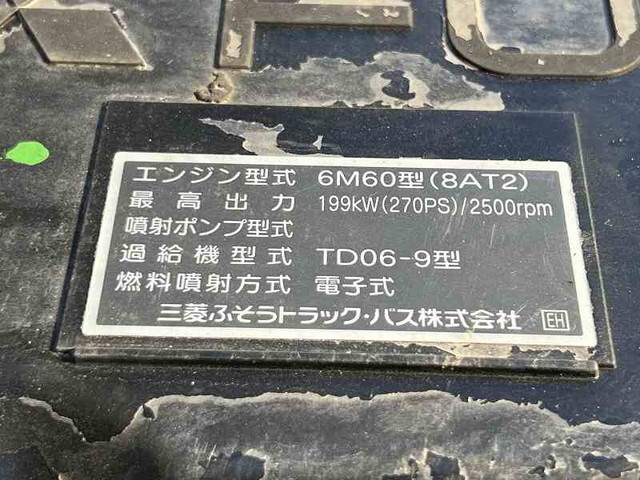 エンジン型式 6M60型(8AT2)
最高出力 199kW(270PS)/2500rpm
噴射ポンプ型式
過給機型式 TD06-9型
燃料噴射方式 電子式
三菱ふそうトラック・バス株式会社 EH